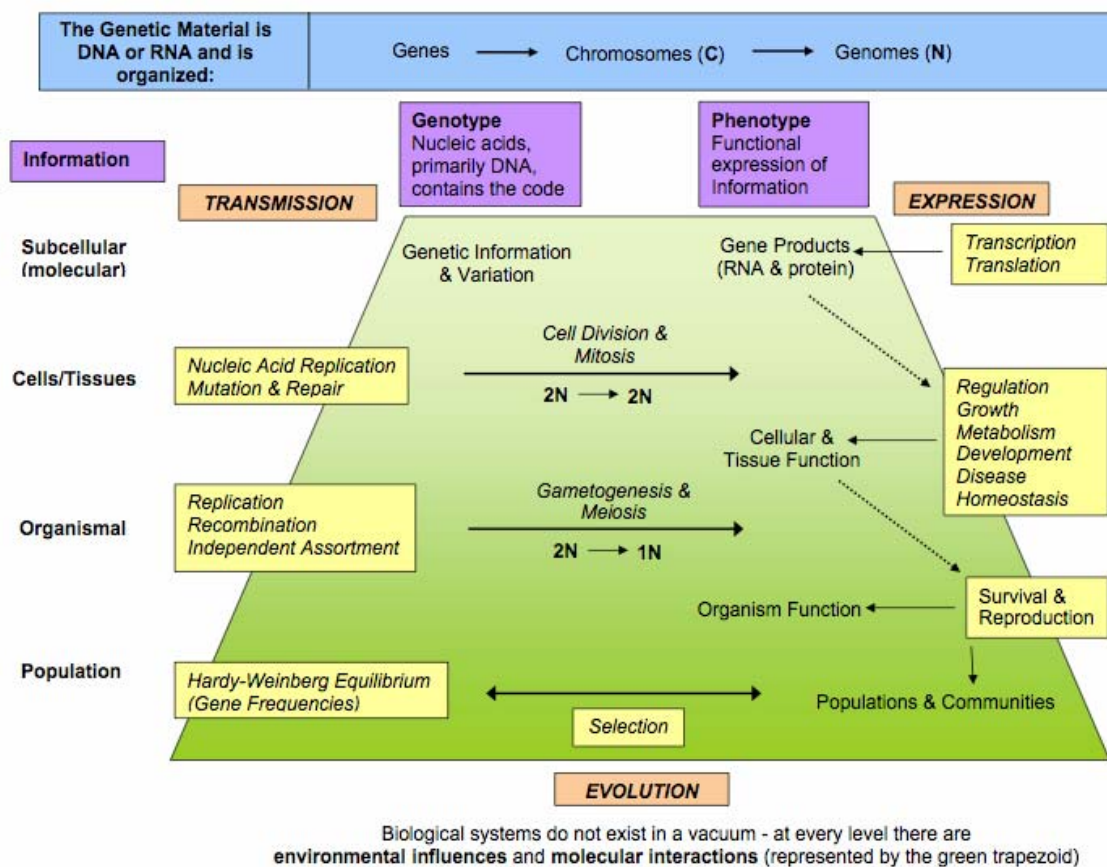 The Genetic Material is
DNA or RNA and is
organized:
Genes
Chromosomes (C)
Genomes (N)
Information
Genotype
Nucleic acids,
primarily DNA,
contains the code
Phenotype
Functional
expression of
Information
TRANSMISSION
EXPRESSION
Subcellular
(molecular)
Genetic Information
& Variation
Gene Products
(RNA & protein)
Transcription
Translation
Cells/Tissues
Nucleic Acid Replication
Mutation & Repair
Cell Division &
Mitosis
2N
2N
Regulation
Growth
Metabolism
Development
Disease
Homeostasis
Cellular &
Tissue Function
Organismal
Replication
Recombination
Independent Assortment
Gametogenesis &
Meiosis
2N
1N
Organism Function
Survival &
Reproduction
Population
Hardy-Weinberg Equilibrium
(Gene Frequencies)
Selection
Populations & Communities
EVOLUTION
Biological systems do not exist in a vacuum - at every level there are
environmental influences and molecular interactions (represented by the green trapezoid)